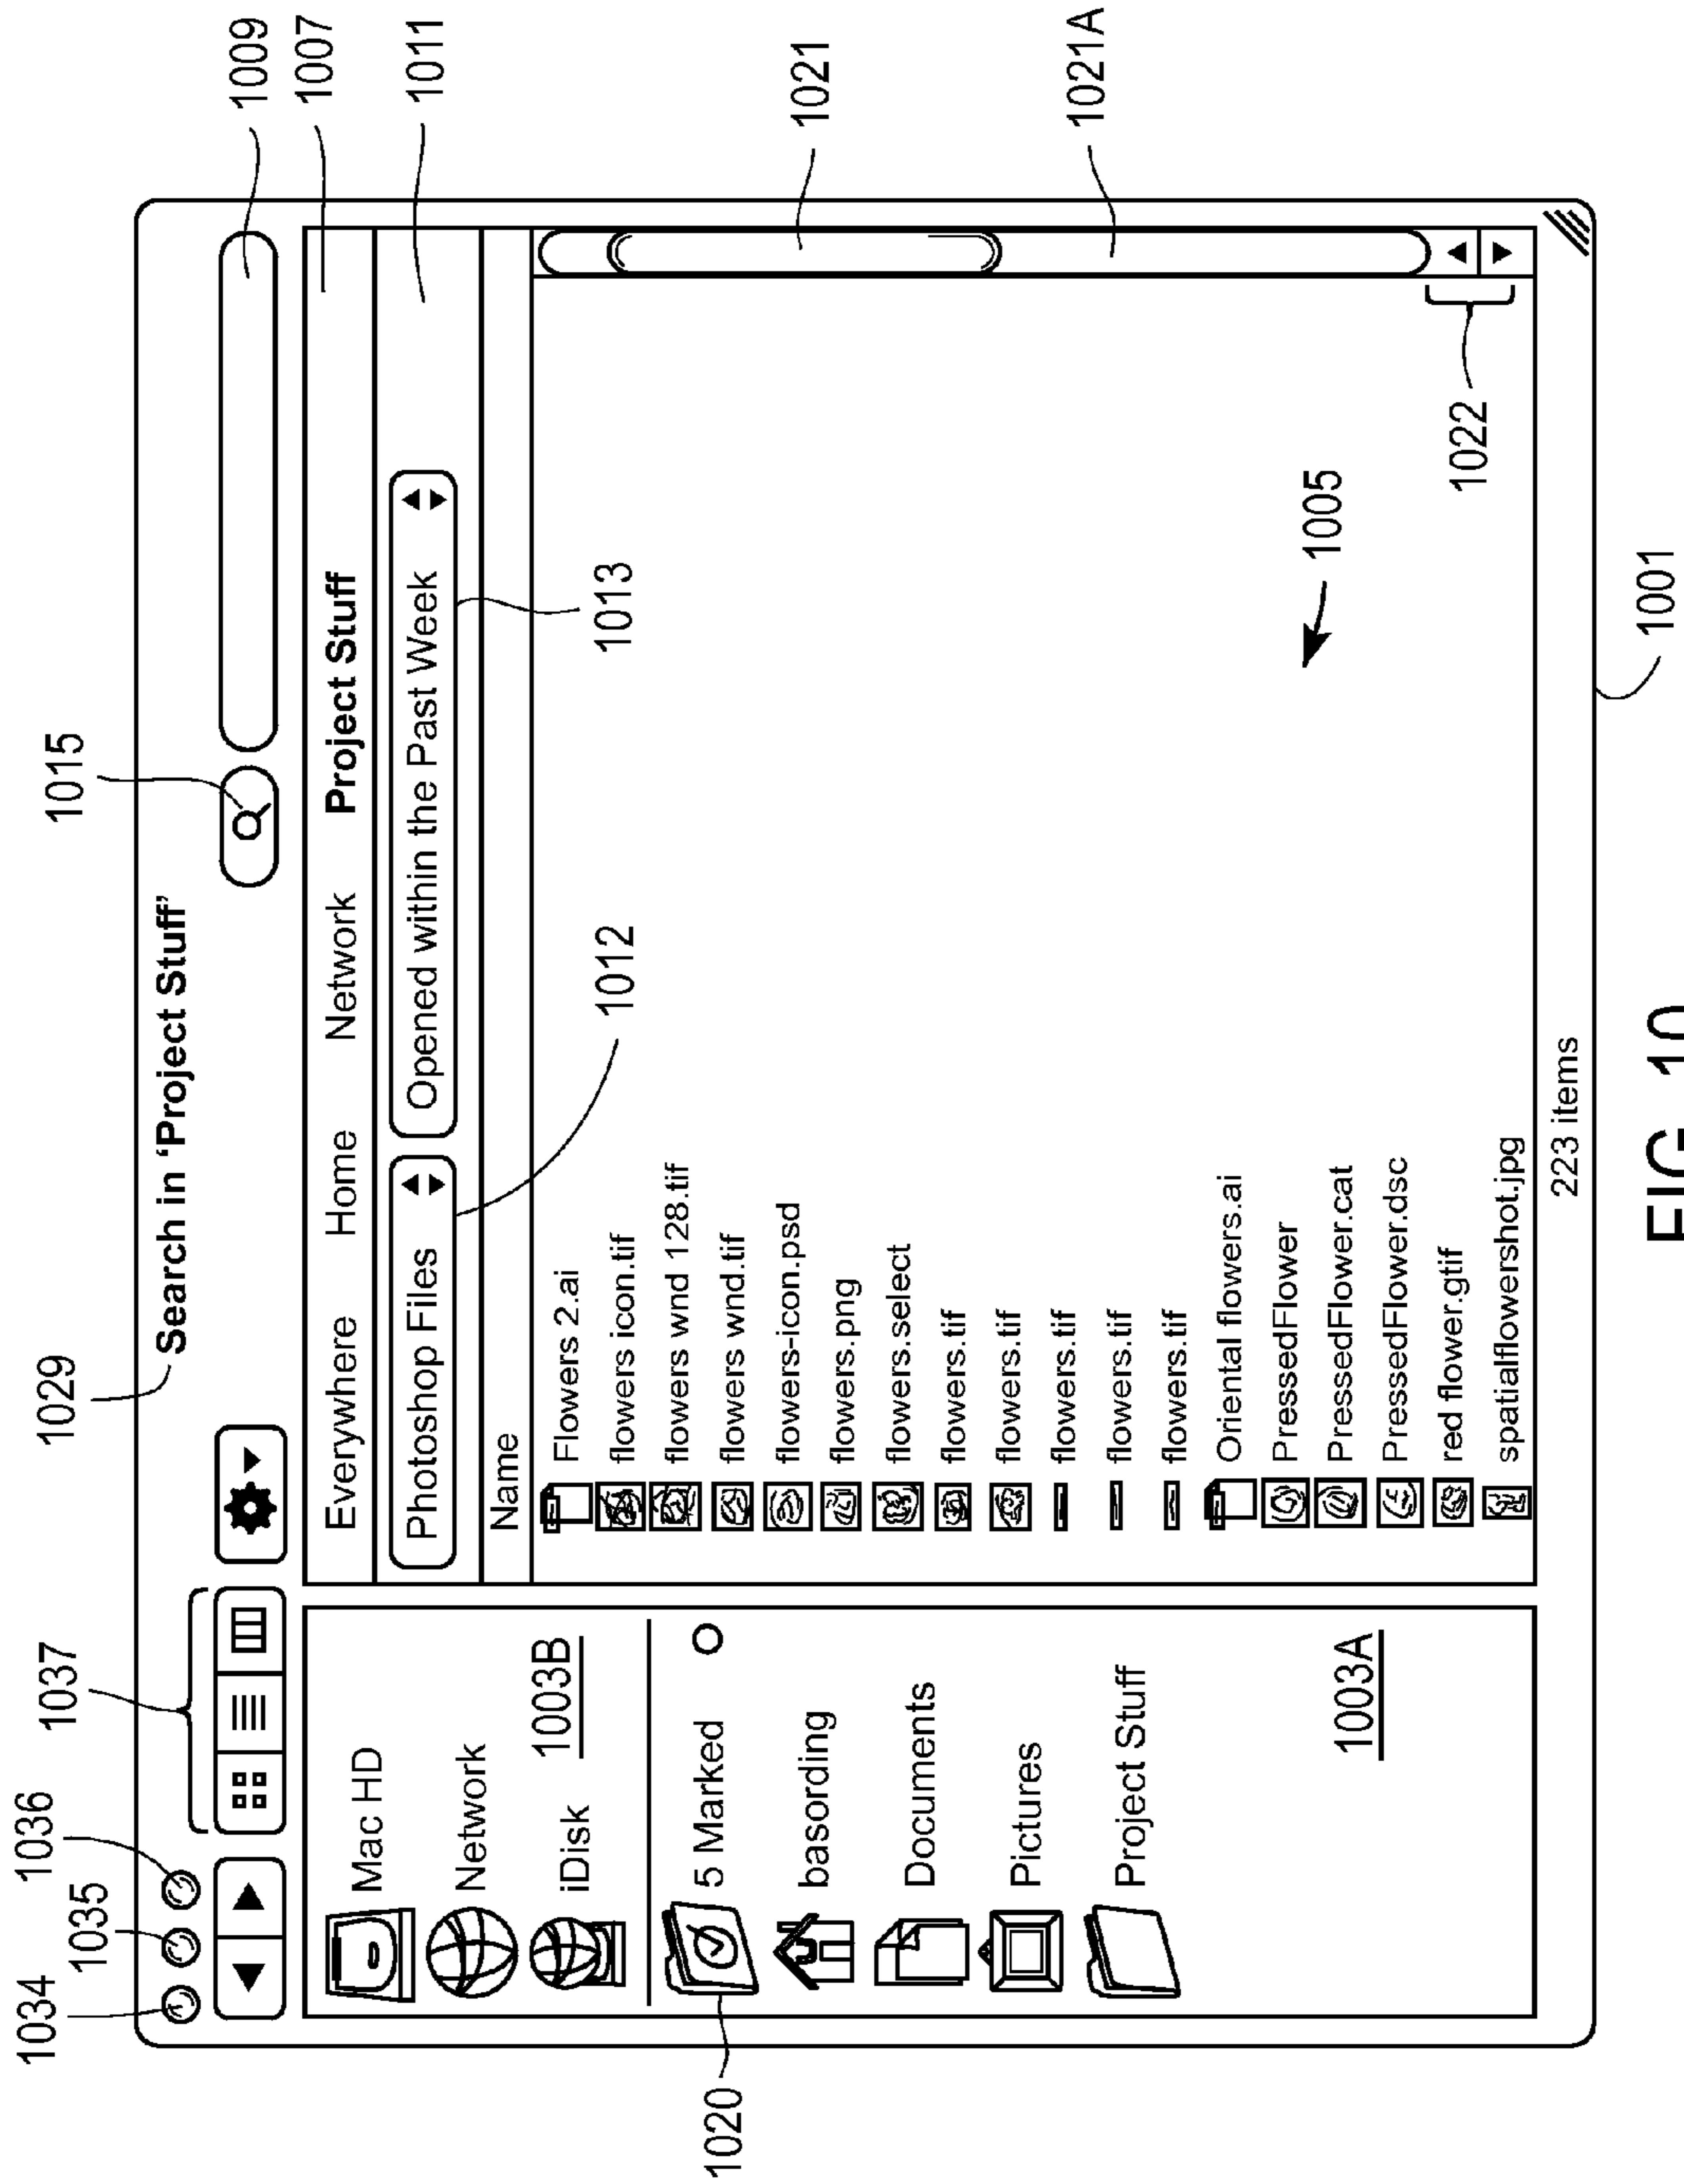 1029
1015
1034
1035
1036
1037
1009
1007
1011
Search in ‘Project Stuff’
Everywhere Home Network Project Stuff
Photoshop Files Opened within the Past Week
1012
1013
Name
Mac HD
Network
iDisk
1003B
5 Marked
basording
Documents
Pictures
Project Stuff
1003A
1020
Flowers 2.ai
flowers icon.tif
flowers wnd 128.tif
flowers wnd.tif
flowers-icon.psd
flowers.png
flowers.select
flowers.tif
flowers.tif
flowers.tif
flowers.tif
flowers.tif
Oriental flowers.ai
PressedFlower
PressedFlower.cat
PressedFlower.dsc
red flower.gtif
spatialflowershot.jpg
1021
1021A
1005
1022
223 items
1001
FIG. 10